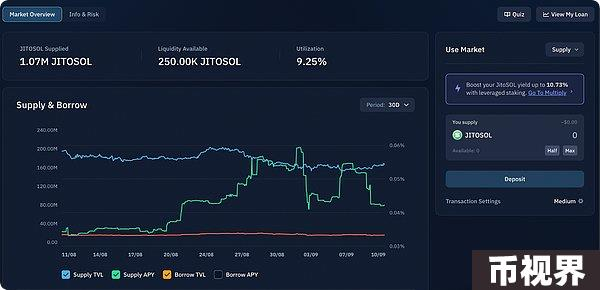 Market Overview
Info & Risk
Quiz
View My Loan
JITOSOL Supplied
1.07M JITOSOL
Liquidity Available
250.00K JITOSOL
Utilization
9.25%
Use Market
Supply
Boost your JitoSOL yield up to 10.73%
with leveraged staking. Go To Multiply
Supply & Borrow
Period: 30D
You supply
~$0.00
JITOSOL
0
Available: 0
Half
Max
Deposit
Transaction Settings
Medium
240.00M
200.00M
160.00M
120.00M
80.00M
40.00M
0.00
0.06%
0.05%
0.04%
0.01%
11/08
14/08
17/08
20/08
24/08
28/08
31/08
03/09
07/09
10/09
Supply TVL
Supply APY
Borrow TVL
Borrow APY
币视界